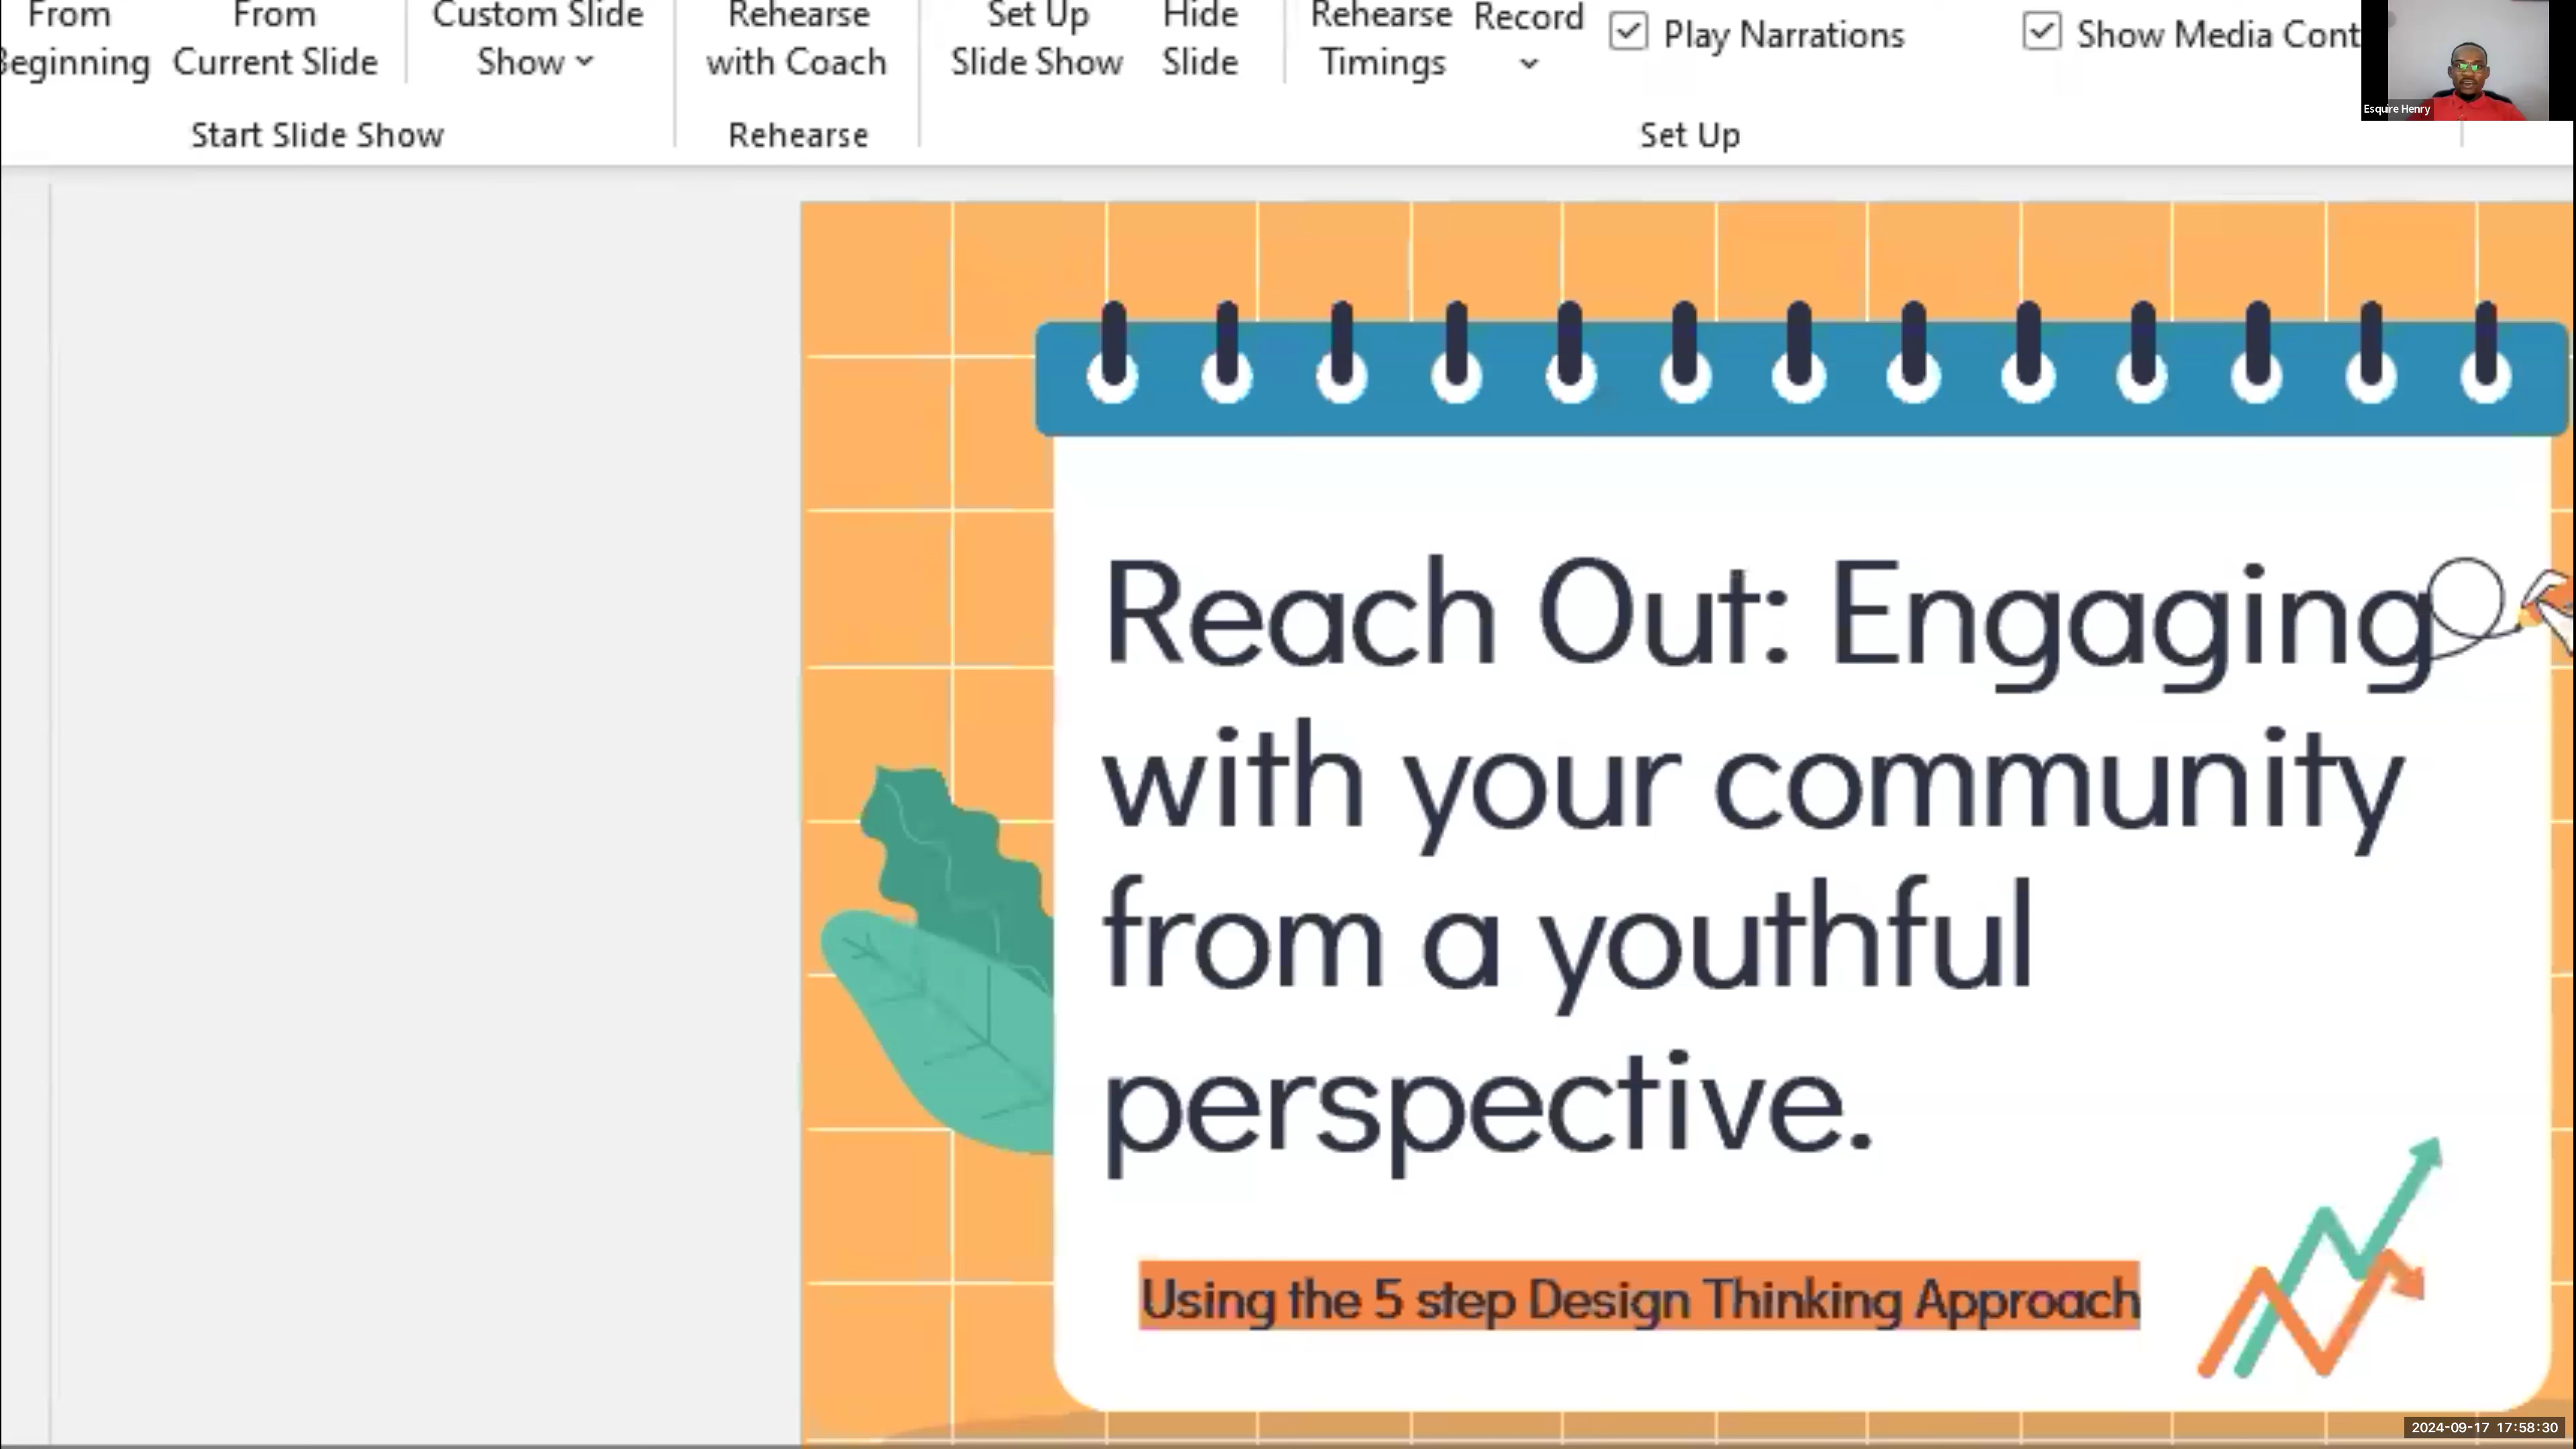 From
Beginning
From
Current Slide
Custom Slide
Show
Start Slide Show
Rehearse
with Coach
Rehearse
Set Up
Slide Show
Hide
Slide
Rehearse
Timings
Record
Play Narrations
Show Media Cont
Set Up
Esquire Henry
Reach Out: Engaging
with your community
from a youthful
perspective.
Using the 5 step Design Thinking Approach
2024-09-17 17:58:30